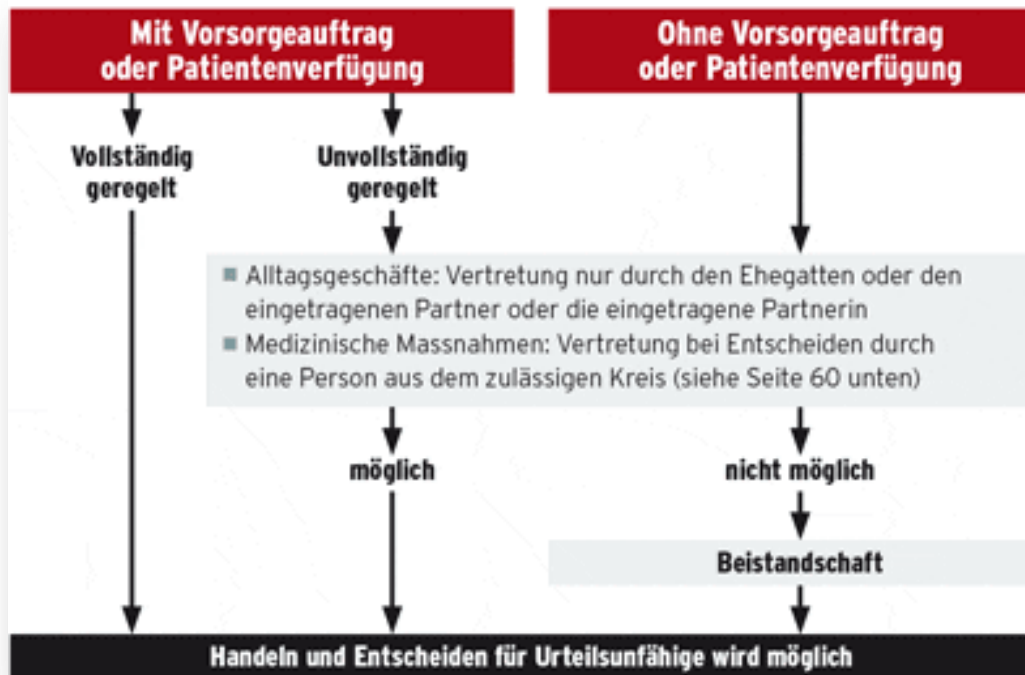 Mit Vorsorgeauftrag
oder Patientenverfügung
Ohne Vorsorgeauftrag
oder Patientenverfügung
Vollständig
geregelt
Unvollständig
geregelt
Alltagsgeschäfte: Vertretung nur durch den Ehegatten oder den
eingetragenen Partner oder die eingetragene Partnerin
Medizinische Massnahmen: Vertretung bei Entscheiden durch
eine Person aus dem zulässigen Kreis (siehe Seite 60 unten)
möglich
nicht möglich
Beistandschaft
Handeln und Entscheiden für Urteilsunfähige wird möglich